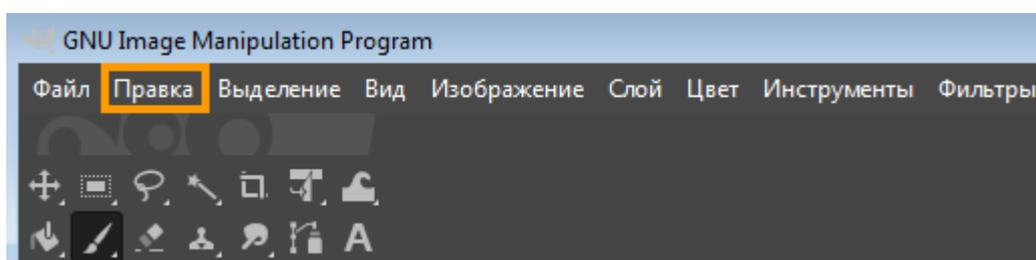 GNU Image Manipulation Program
Файл Правка Выделение Вид Изображение Слой Цвет Инструменты Фильтры
A